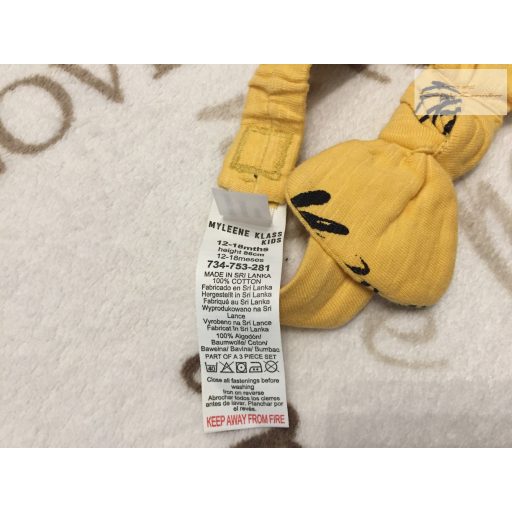 MYLEENE KLASS
KIDS
12-18mths
height 86cm
12-18meses
734-753-281
MADE IN SRI LANKA
100% COTTON
Fabricado en Sri Lanka
Hergestellt in Sri Lanka
Fabriqué au Sri Lanka
Wyprodukowano na Sri
Lance
Vyrobeno na Sri Lance
Fabricat în Sri Lanka
100% Algodón/
Baumwolle/ Coton/
Bawełna/ Bavlna/ Bumbac
PART OF A 3 PIECE SET
Close all fastenings before
washing
Iron on reverse
Abrochar todos los cierres
antes de lavar. Planchar por
el revés.
KEEP AWAY FROM FIRE